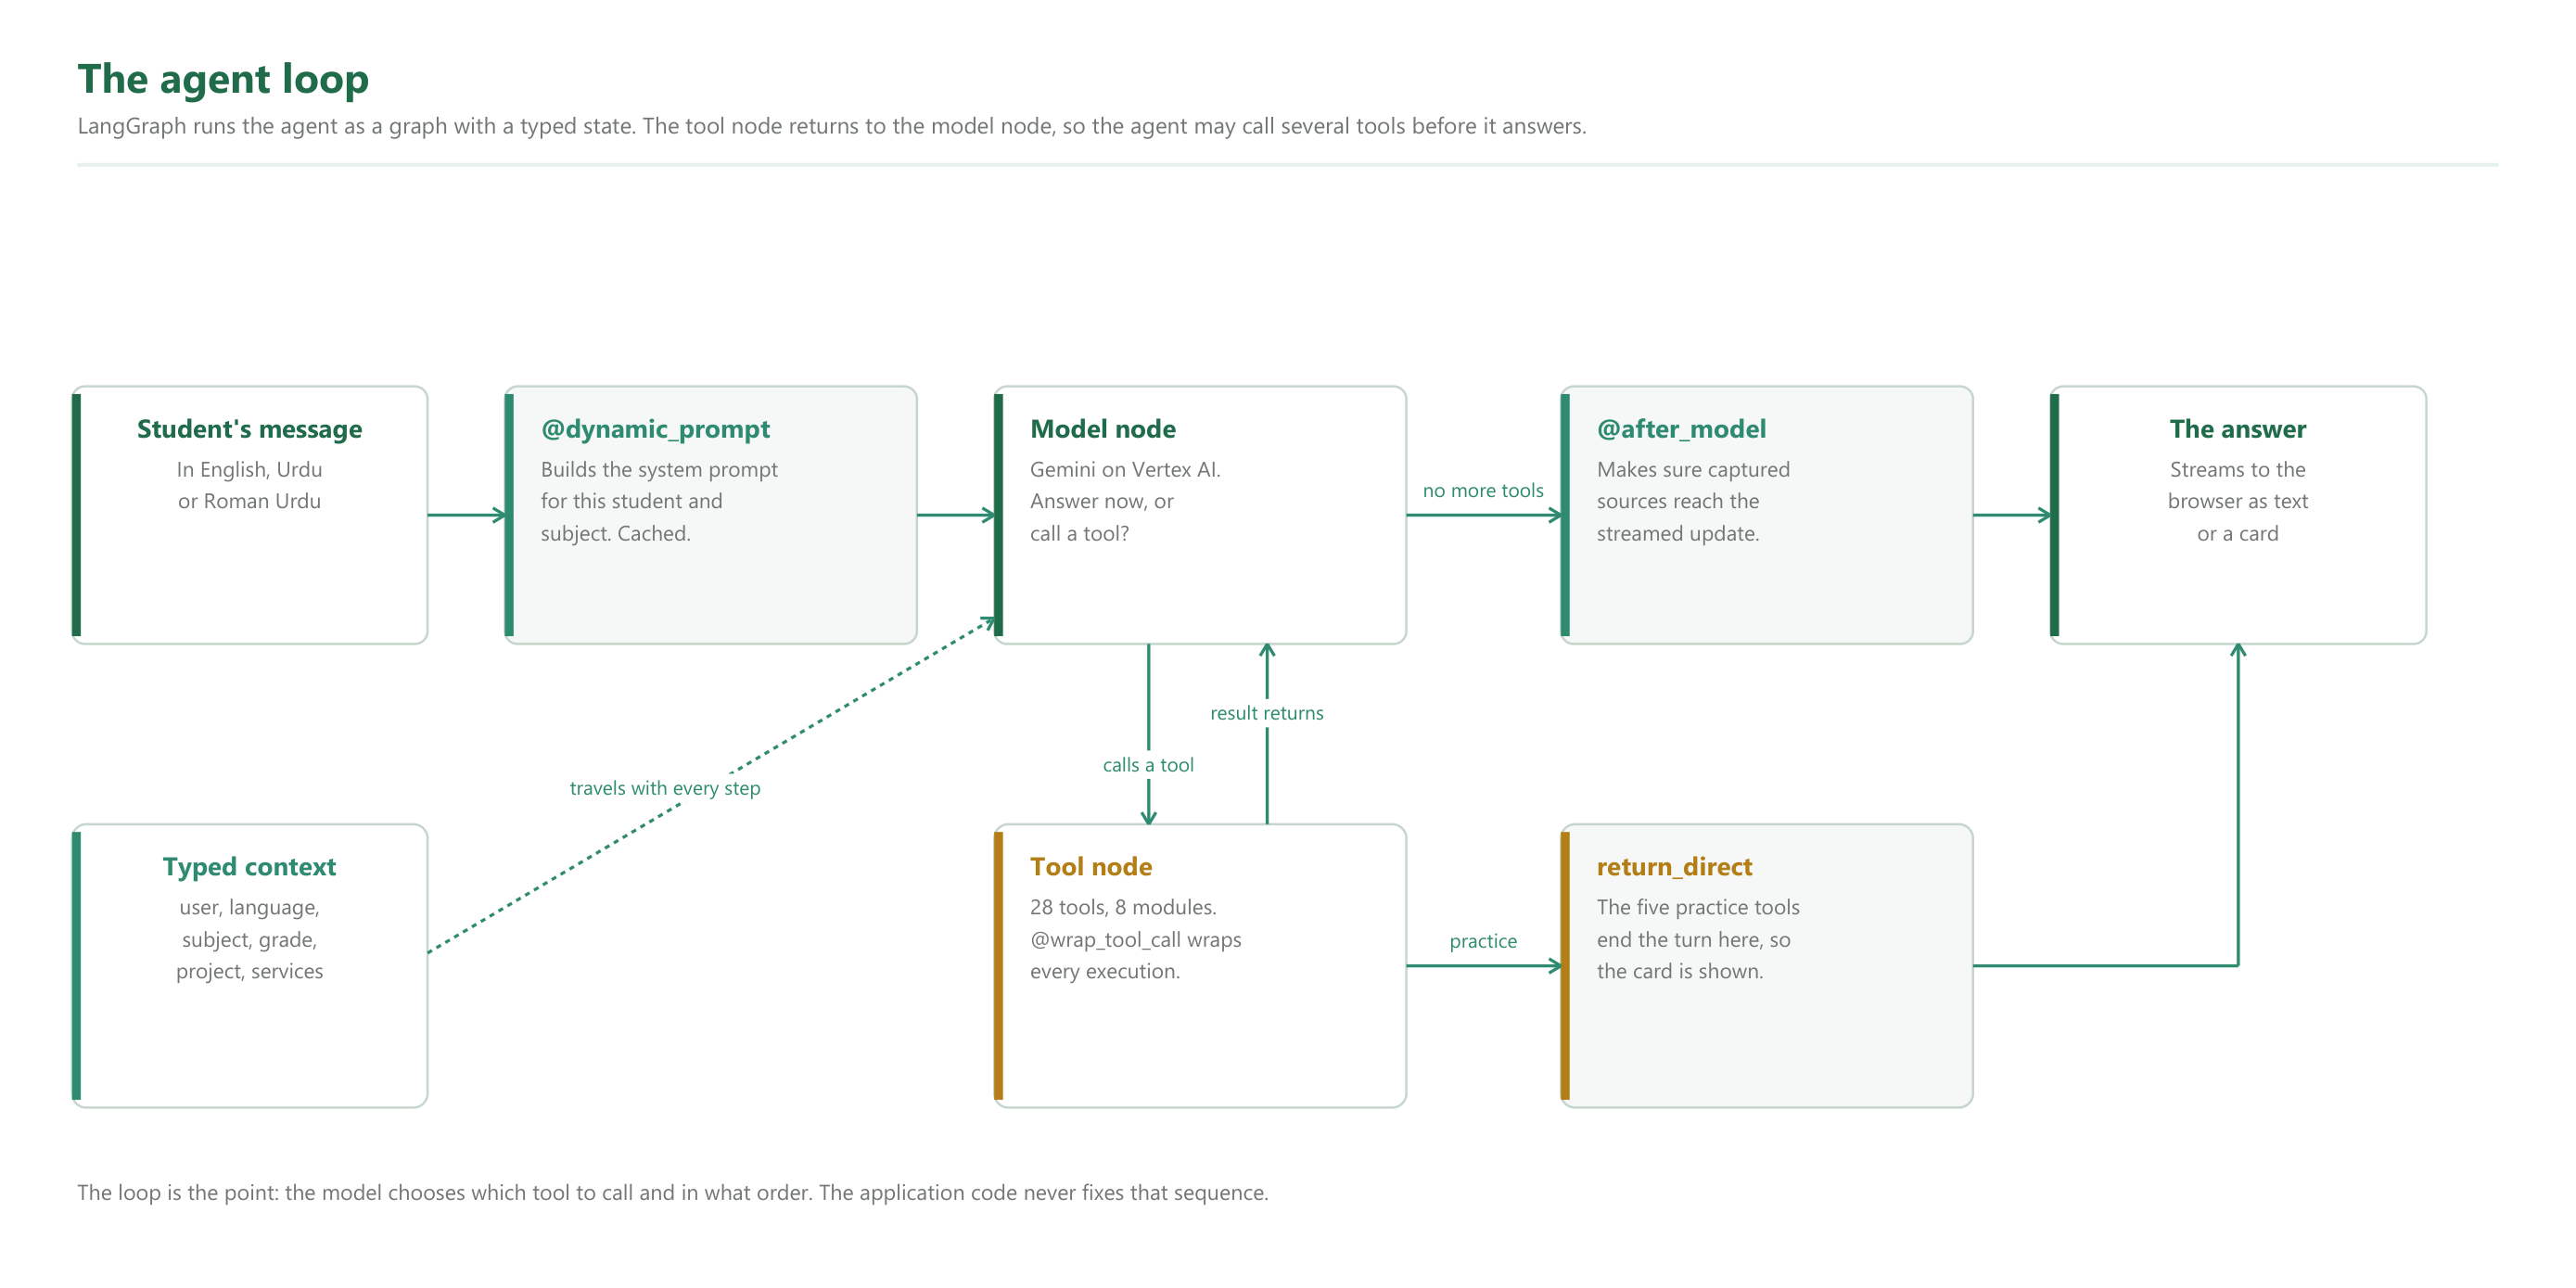 The agent loop
LangGraph runs the agent as a graph with a typed state. The tool node returns to the model node, so the agent may call several tools before it answers.
Student's message
In English, Urdu
or Roman Urdu
@dynamic_prompt
Builds the system prompt
for this student and
subject. Cached.
Model node
Gemini on Vertex AI.
Answer now, or
call a tool?
no more tools
@after_model
Makes sure captured
sources reach the
streamed update.
The answer
Streams to the
browser as text
or a card
result returns
calls a tool
travels with every step
Typed context
user, language,
subject, grade,
project, services
Tool node
28 tools, 8 modules.
@wrap_tool_call wraps
every execution.
practice
return_direct
The five practice tools
end the turn here, so
the card is shown.
The loop is the point: the model chooses which tool to call and in what order. The application code never fixes that sequence.